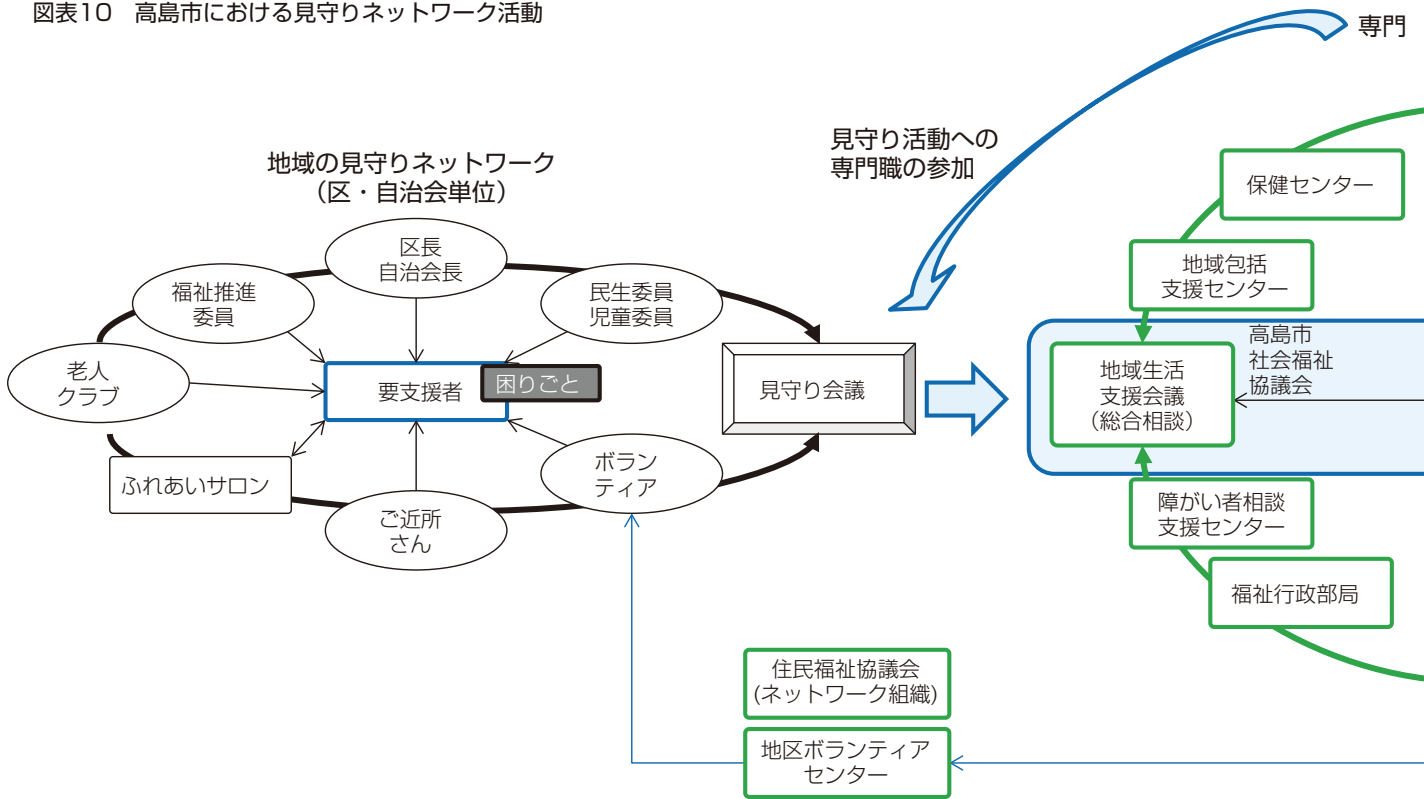 図表10　高島市における見守りネットワーク活動
専門
見守り活動への
専門職の参加
地域の見守りネットワーク
（区・自治会単位）
区長
自治会長
福祉推進
委員
民生委員
児童委員
老人
クラブ
要支援者
困りごと
ふれあいサロン
ご近所
さん
ボラン
ティア
見守り会議
保健センター
地域包括
支援センター
高島市
社会福祉
協議会
地域生活
支援会議
（総合相談）
障がい者相談
支援センター
福祉行政部局
住民福祉協議会
(ネットワーク組織)
地区ボランティア
センター